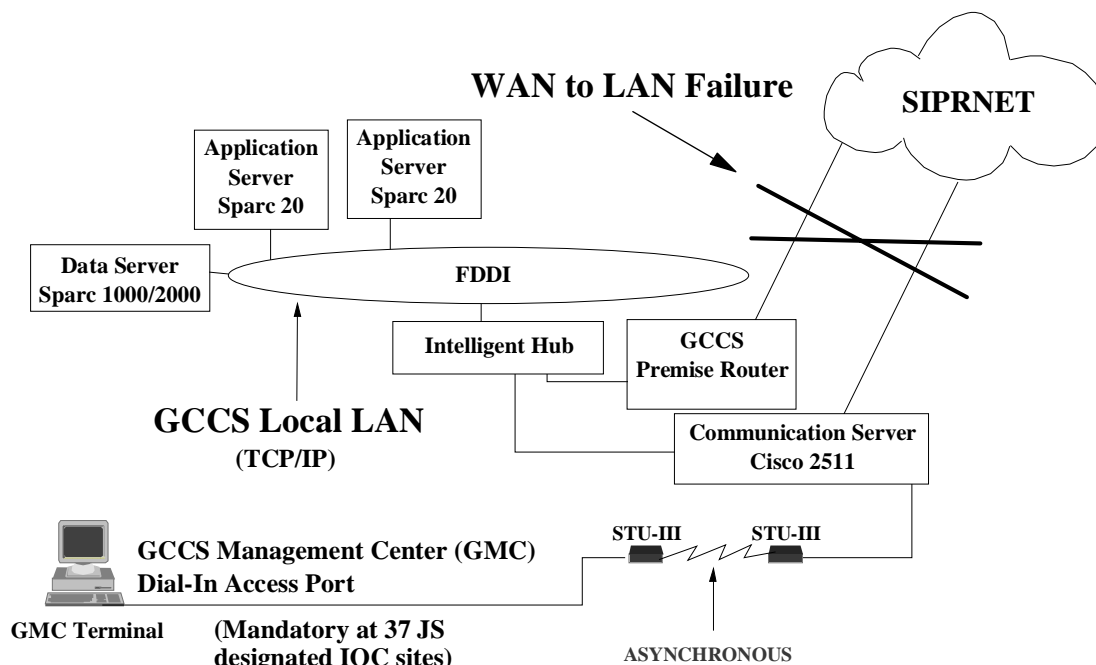 WAN to LAN Failure
SIPRNET
Application
Server
Sparc 20
Application
Server
Sparc 20
Data Server
Sparc 1000/2000
FDDI
Intelligent Hub
GCCS
Premise Router
GCCS Local LAN
(TCP/IP)
Communication Server
Cisco 2511
STU-III
STU-III
GCCS Management Center (GMC)
Dial-In Access Port
GMC Terminal
(Mandatory at 37 JS
designated IOC sites)
ASYNCHRONOUS